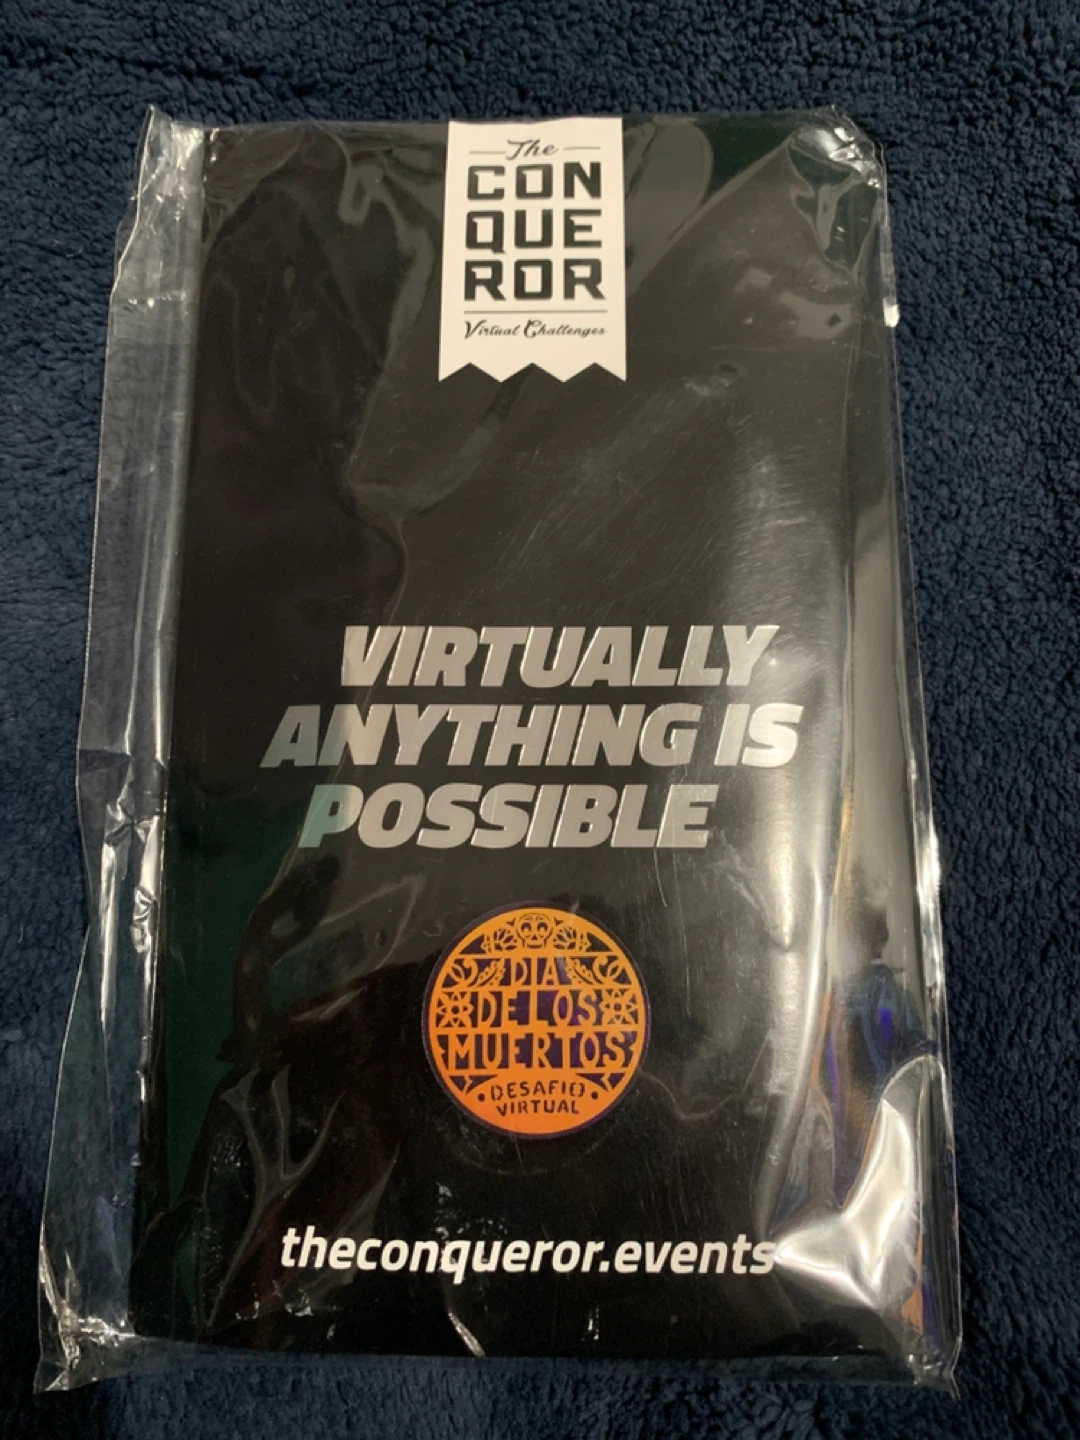 The
CON
QUE
ROR
Virtual Challenges
VIRTUALLY
ANYTHING IS
POSSIBLE
DIA
DE LOS
MUERTOS
• DESAFIO •
VIRTUAL
theconqueror.events